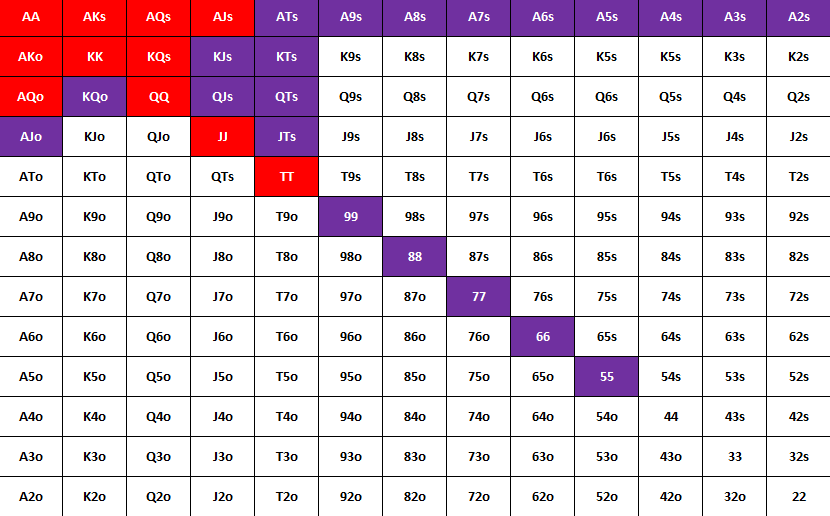 AA AKs AQs AJs ATs A9s A8s A7s A6s A5s A4s A3s A2s
AKo KK KQs KJs KTs K9s K8s K7s K6s K5s K5s K3s K2s
AQo KQo QQ QJs QTs Q9s Q8s Q7s Q6s Q6s Q5s Q4s Q2s
AJo KJo QJo JJ JTs J9s J8s J7s J6s J6s J5s J4s J2s
ATo KTo QTo QTs TT T9s T8s T7s T6s T6s T5s T4s T2s
A9o K9o Q9o J9o T9o 99 98s 97s 96s 95s 94s 93s 92s
A8o K8o Q8o J8o T8o 98o 88 87s 86s 85s 84s 83s 82s
A7o K7o Q7o J7o T7o 97o 87o 77 76s 75s 74s 73s 72s
A6o K6o Q6o J6o T6o 96o 86o 76o 66 65s 64s 63s 62s
A5o K5o Q5o J5o T5o 95o 85o 75o 65o 55 54s 53s 52s
A4o K4o Q4o J4o T4o 94o 84o 74o 64o 54o 44 43s 42s
A3o K3o Q3o J3o T3o 93o 83o 73o 63o 53o 43o 33 32s
A2o K2o Q2o J2o T2o 92o 82o 72o 62o 52o 42o 32o 22